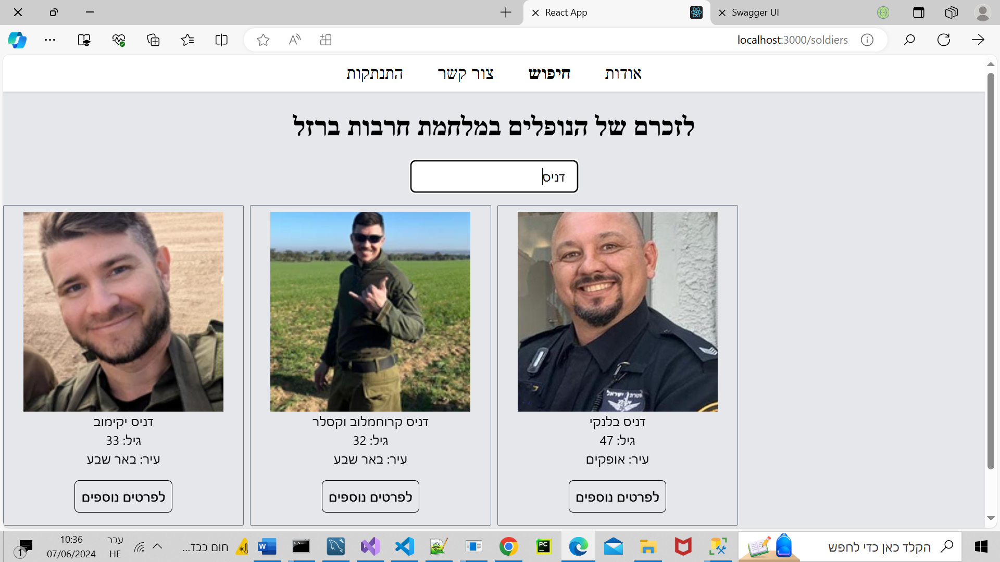 React App
Swagger UI
localhost:3000/soldiers
אודות
חיפוש
צור קשר
התנתקות
לזכרם של הנופלים במלחמת חרבות ברזל
דניס
דניס בלנקי
גיל: 47
עיר: אופקים
לפרטים נוספים
דניס קרוחמלוב וקסלר
גיל: 32
עיר: באר שבע
לפרטים נוספים
דניס יקימוב
גיל: 33
עיר: באר שבע
לפרטים נוספים
הקלד כאן כדי לחפש
חום כבד...
עבר
HE
10:36
07/06/2024
1